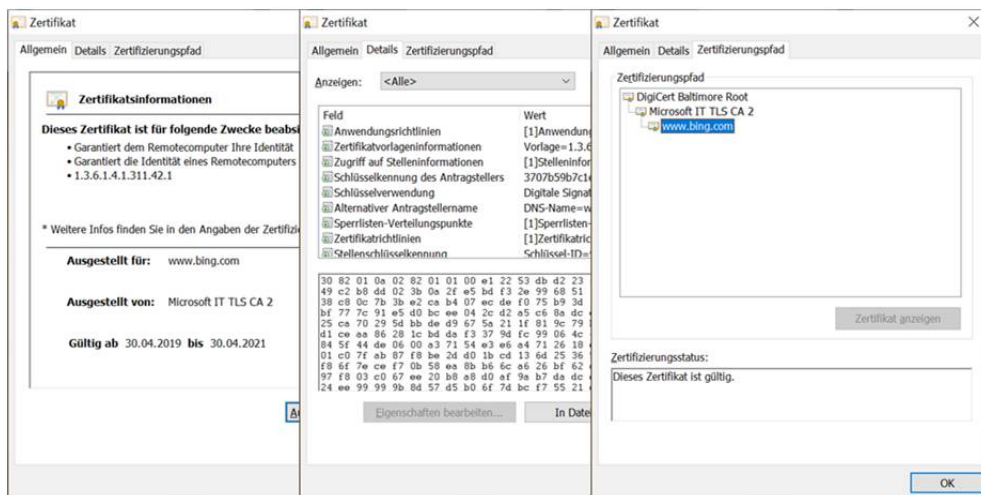 Zertifikat
Allgemein Details Zertifizierungspfad
Zertifikatsinformationen
Dieses Zertifikat ist für folgende Zwecke beabsi
• Garantiert dem Remotecomputer Ihre Identität
• Garantiert die Identität eines Remotecomputers
• 1.3.6.1.4.1.311.42.1
* Weitere Infos finden Sie in den Angaben der Zertifizi
Ausgestellt für: www.bing.com
Ausgestellt von: Microsoft IT TLS CA 2
Gültig ab 30.04.2019 bis 30.04.2021
Zertifikat
Allgemein Details Zertifizierungspfad
Anzeigen: <Alle>
Feld Wert
Anwendungsrichtlinien [1]Anwendung
Zertifikatvorlageninformationen Vorlage=1.3.6
Zugriff auf Stelleninformationen [1]Stelleninfor
Schlüsselkennung des Antragstellers 3707b59b7c1e
Schlüsselverwendung Digitale Signat
Alternativer Antragstellername DNS-Name=w
Sperrlisten-Verteilungspunkte [1]Sperrlisten-
Zertifikatrichtlinien [1]Zertifikatric
Stellenschlüsselkennung Schlüssel-ID=
30 82 01 0a 02 82 01 01 00 e1 22 53 db d2 23
49 c2 b8 dd 02 3b 0a 2f e5 bd f3 2e 99 68 51
38 c8 0c 7b 3b e2 ca b4 07 ec de f0 75 b9 3d
bf 77 7c 91 e5 d0 bc ee 04 2c d2 a5 c6 8a dc
25 ca 70 29 5d bb de d9 67 5a 21 1f 81 9c 79
d1 ce aa 86 28 1c bd da f3 37 9d fc 99 06 4c
84 5f 44 de 06 00 a3 71 54 e3 e6 a4 71 26 18
01 c0 7f ab 87 f8 be 2d d0 1b cd 13 6d 25 36
f8 6f 7e ce f7 0b 58 ea 8b b6 6c a6 26 bf 62
97 f8 03 c0 67 ee 20 b8 a8 d0 af 9a b7 da dc
24 ee 99 99 9b 8d 57 d5 b0 6f 7d bc f7 55 21
Eigenschaften bearbeiten... In Date
Zertifikat
Allgemein Details Zertifizierungspfad
Zertifizierungspfad
DigiCert Baltimore Root
Microsoft IT TLS CA 2
www.bing.com
Zertifikat anzeigen
Zertifizierungsstatus:
Dieses Zertifikat ist gültig.
OK